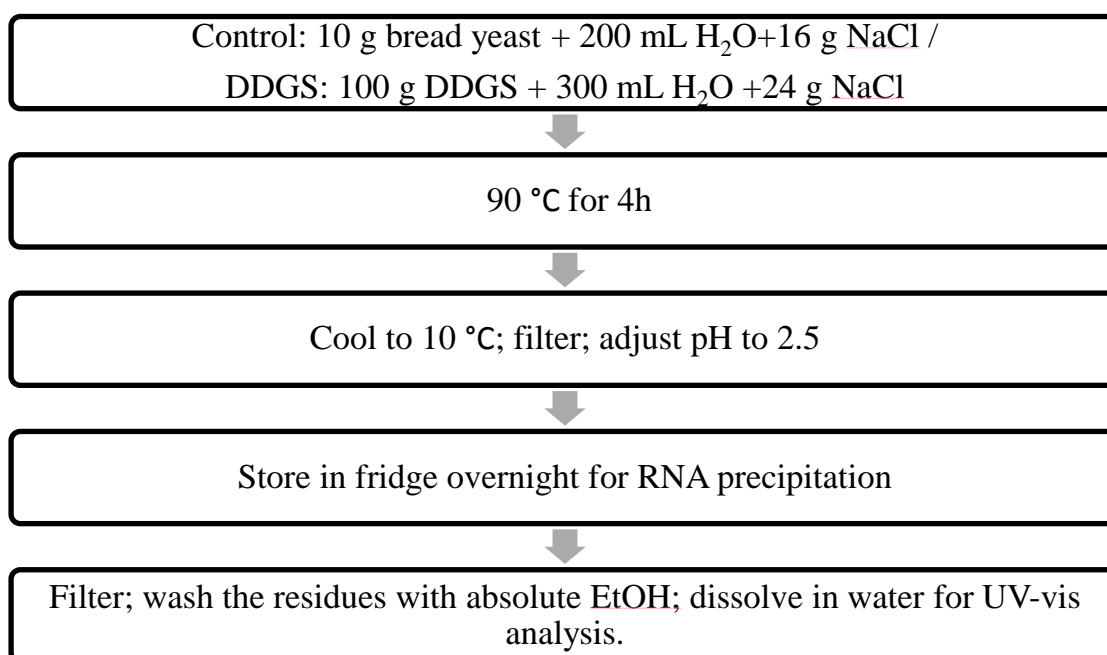 Control: 10 g bread yeast + 200 mL H₂O+16 g NaCl /
DDGS: 100 g DDGS + 300 mL H₂O +24 g NaCl
90 °C for 4h
Cool to 10 °C; filter; adjust pH to 2.5
Store in fridge overnight for RNA precipitation
Filter; wash the residues with absolute EtOH; dissolve in water for UV-vis
analysis.